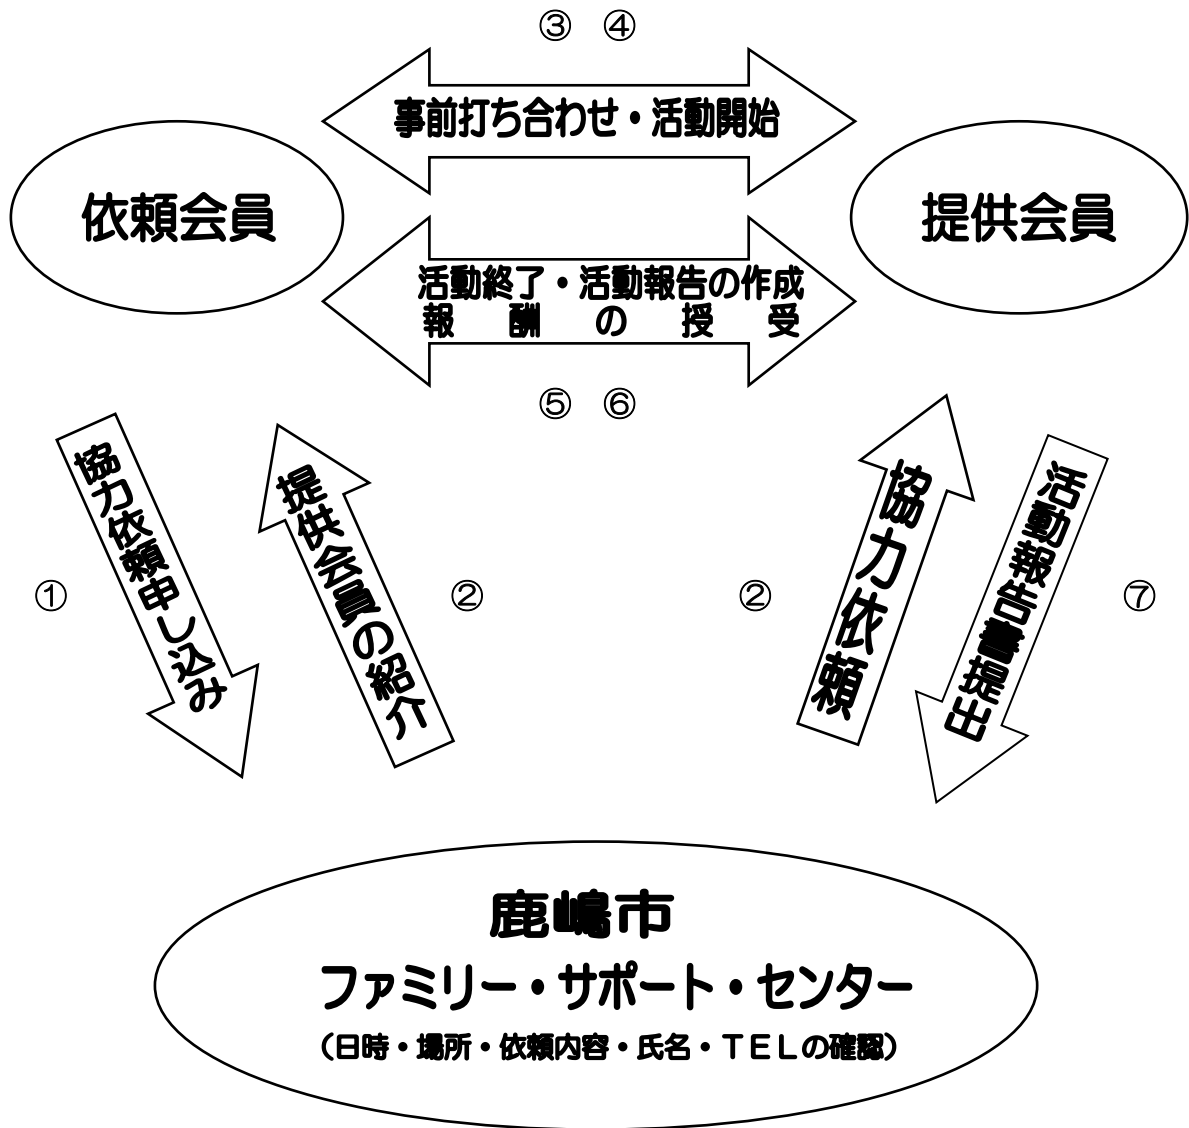 ③ ④
事前打ち合わせ・活動開始
依頼会員
提供会員
活動終了・活動報告の作成
報酬の授受
⑤ ⑥
協力依頼申し込み
提供会員の紹介
協力依頼
活動報告書提出
①
②
②
⑦
鹿嶋市
ファミリー・サポート・センター
（日時・場所・依頼内容・氏名・ＴＥＬの確認）